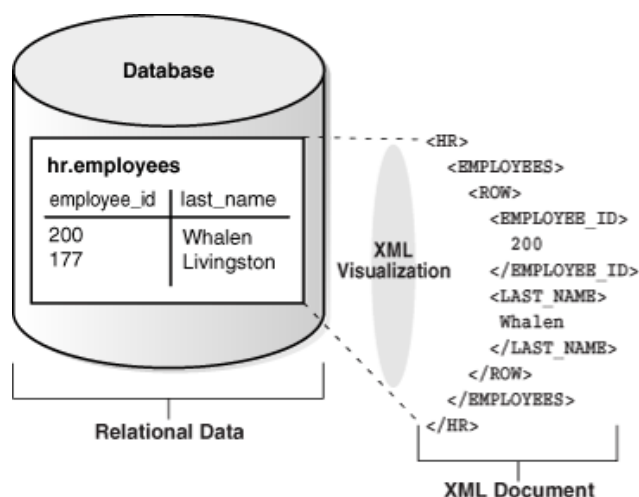 Database
hr.employees
employee_id last_name
200 Whalen
177 Livingston
Relational Data
XML
Visualization
<HR>
<EMPLOYEES>
<ROW>
<EMPLOYEE_ID>
200
</EMPLOYEE_ID>
<LAST_NAME>
Whalen
</LAST_NAME>
</ROW>
</EMPLOYEES>
</HR>
XML Document